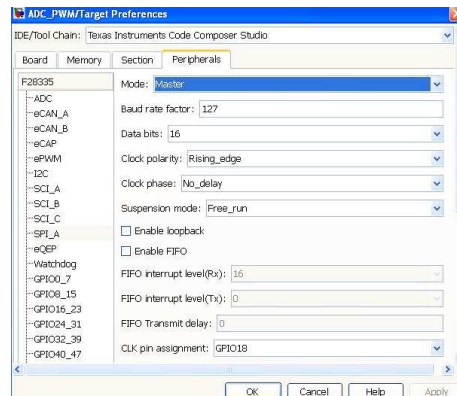 ADC_PWM/Target Preferences
IDE/Tool Chain: Texas Instruments Code Composer Studio
Board Memory Section Peripherals
F28335
ADC
eCAN_A
eCAN_B
eCAP
ePWM
I2C
SCI_A
SCI_B
SCI_C
SPI_A
eQEP
Watchdog
GPIO0_7
GPIO8_15
GPIO16_23
GPIO24_31
GPIO32_39
GPIO40_47
Mode: Master
Baud rate factor: 127
Data bits: 16
Clock polarity: Rising_edge
Clock phase: No_delay
Suspension mode: Free_run
Enable loopback
Enable FIFO
FIFO interrupt level(Rx): 16
FIFO interrupt level(Tx): 0
FIFO Transmit delay: 0
CLK pin assignment: GPIO18
OK Cancel Help Apply